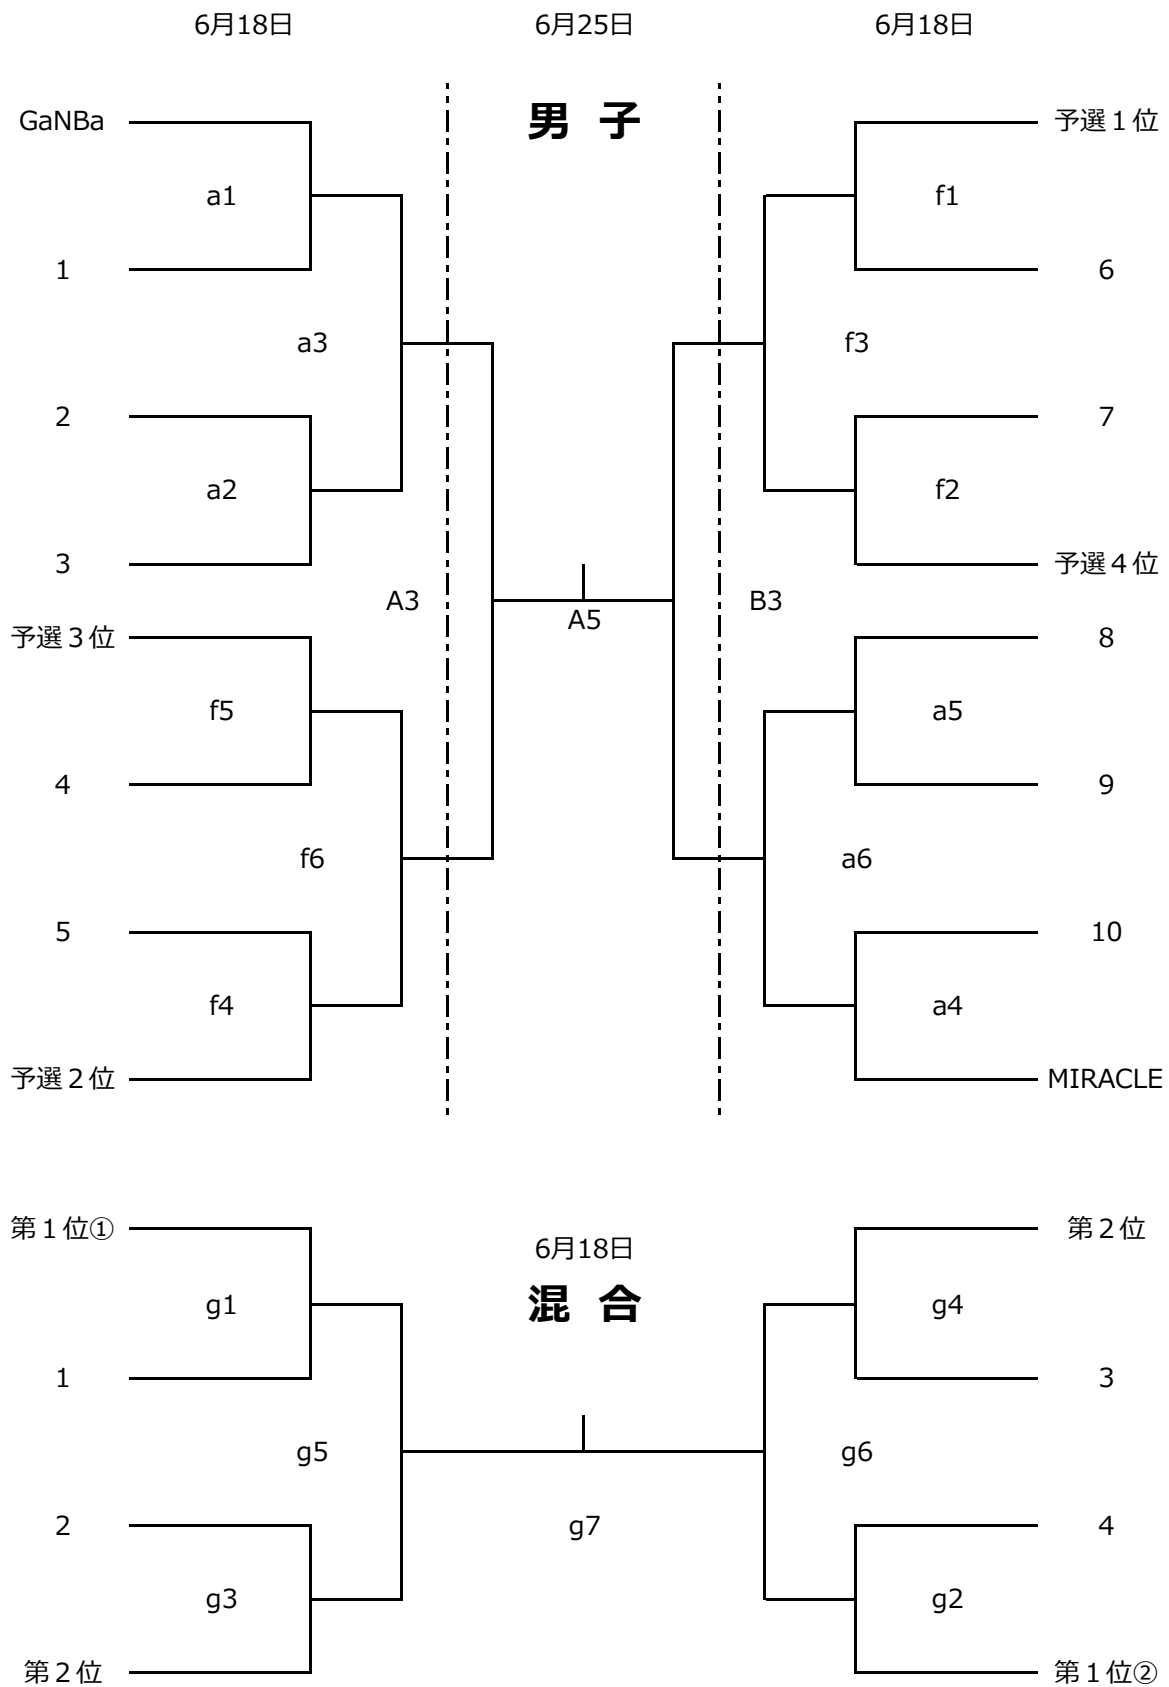 6月18日 6月25日 6月18日
男 子
GaNBa 予選１位
a1 f1
1 6
a3 f3
2 7
a2 f2
3 予選４位
A3 A5 B3
予選３位 8
f5 a5
4 9
f6 a6
5 10
f4 a4
予選２位 MIRACLE
第１位① 第２位
6月18日
混 合
g1 g4
1 3
g5 g6
2 g7 4
g3 g2
第２位 第１位②